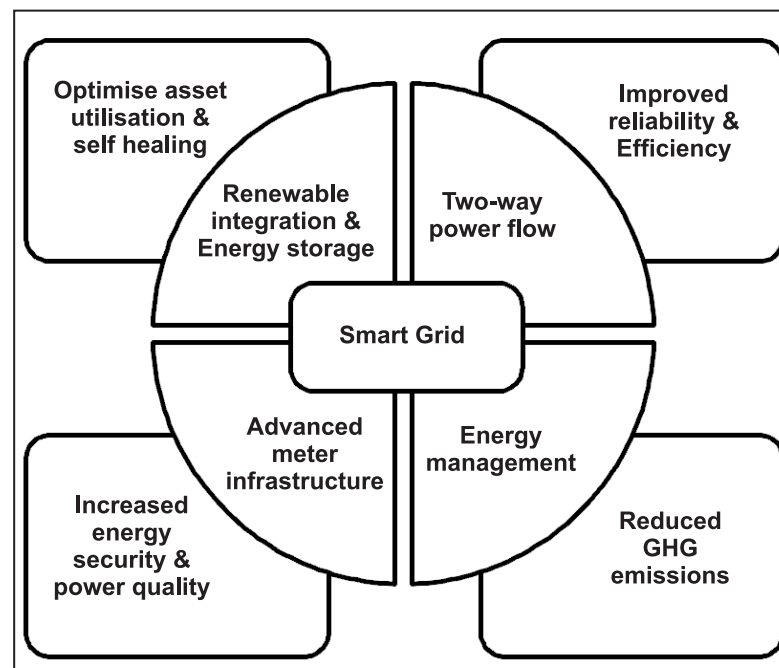 Optimise asset
utilisation &
self healing
Improved
reliability &
Efficiency
Renewable
integration &
Energy storage
Two-way
power flow
Smart Grid
Advanced
meter
infrastructure
Energy
management
Increased
energy
security &
power quality
Reduced
GHG
emissions